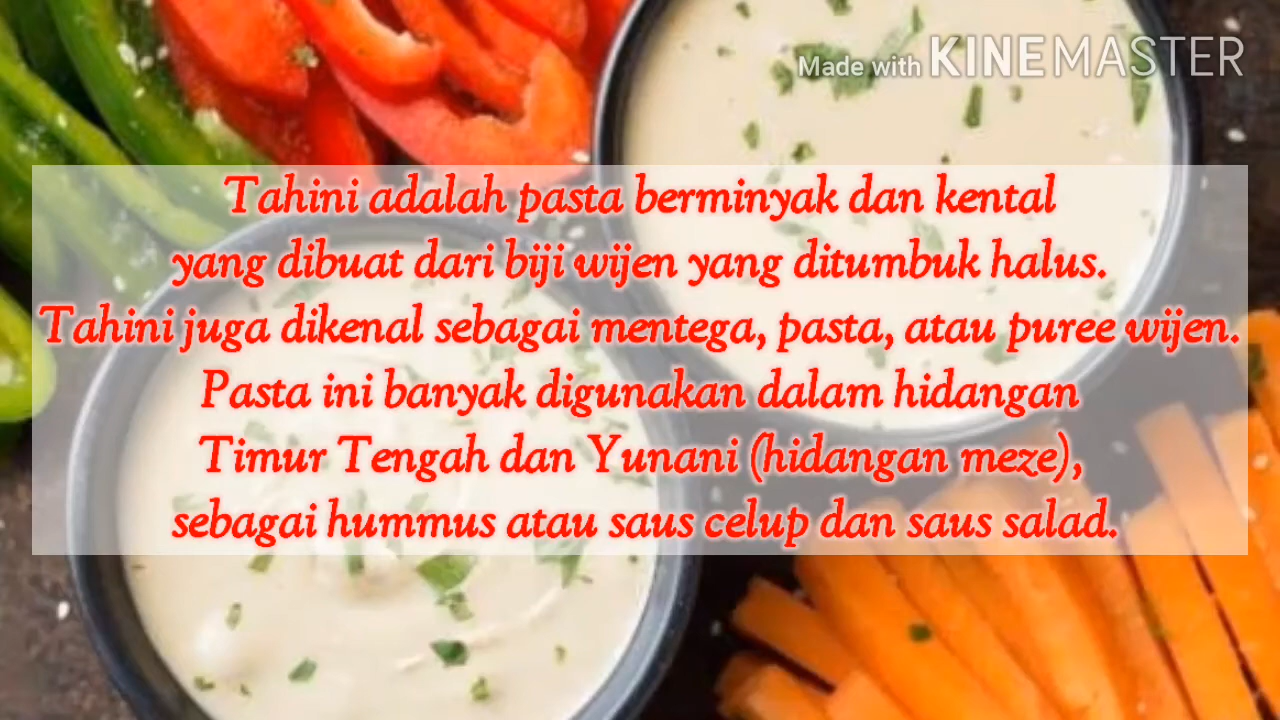 Made with KINEMASTER
Tahini adalah pasta berminyak dan kental
yang dibuat dari biji wijen yang ditumbuk halus.
Tahini juga dikenal sebagai mentega, pasta, atau puree wijen.
Pasta ini banyak digunakan dalam hidangan
Timur Tengah dan Yunani (hidangan meze),
sebagai hummus atau saus celup dan saus salad.